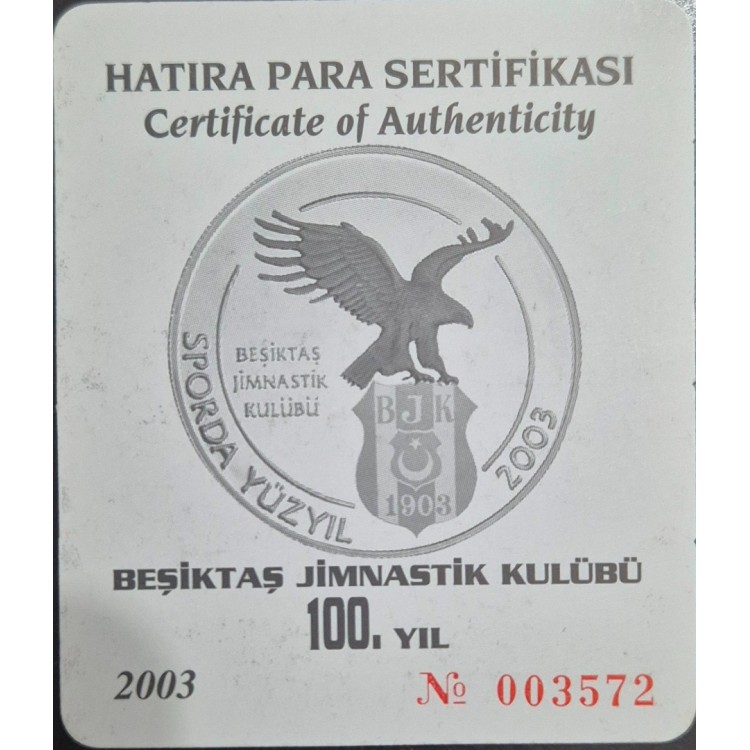 HATIRA PARA SERTİFİKASI
Certificate of Authenticity
BEŞİKTAŞ
JİMNASTİK
KULÜBÜ
SPORDA YÜZYIL
2003
BJK
1903
BEŞİKTAŞ JİMNASTİK KULÜBÜ
100. YIL
2003
№ 003572